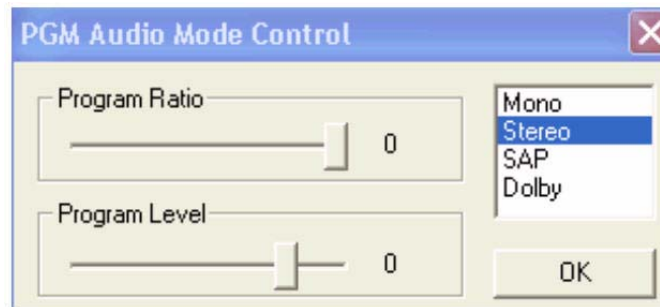 PGM Audio Mode Control
Program Ratio
0
Program Level
0
Mono
Stereo
SAP
Dolby
OK